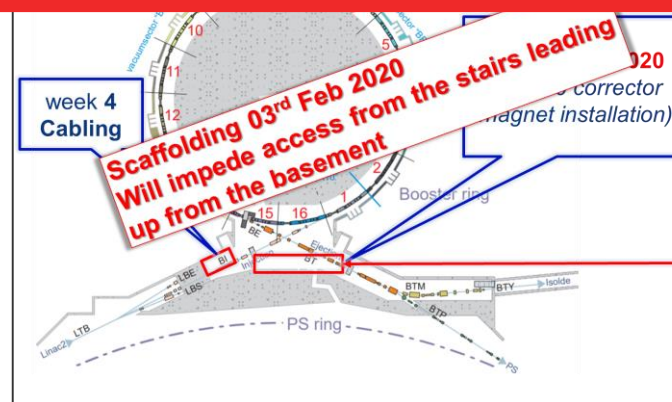 10
vacuumsector "B
11
12
5
week 4
Cabling
Scaffolding 03rd Feb 2020
Will impede access from the stairs leading
up from the basement
020
corrector
magnet installation)
2
1
15
16
Booster ring
BE
BI
BT
LBE
LBS
LTB
Linac2
BTM
BTY
Isolde
BTP
PS ring
PS